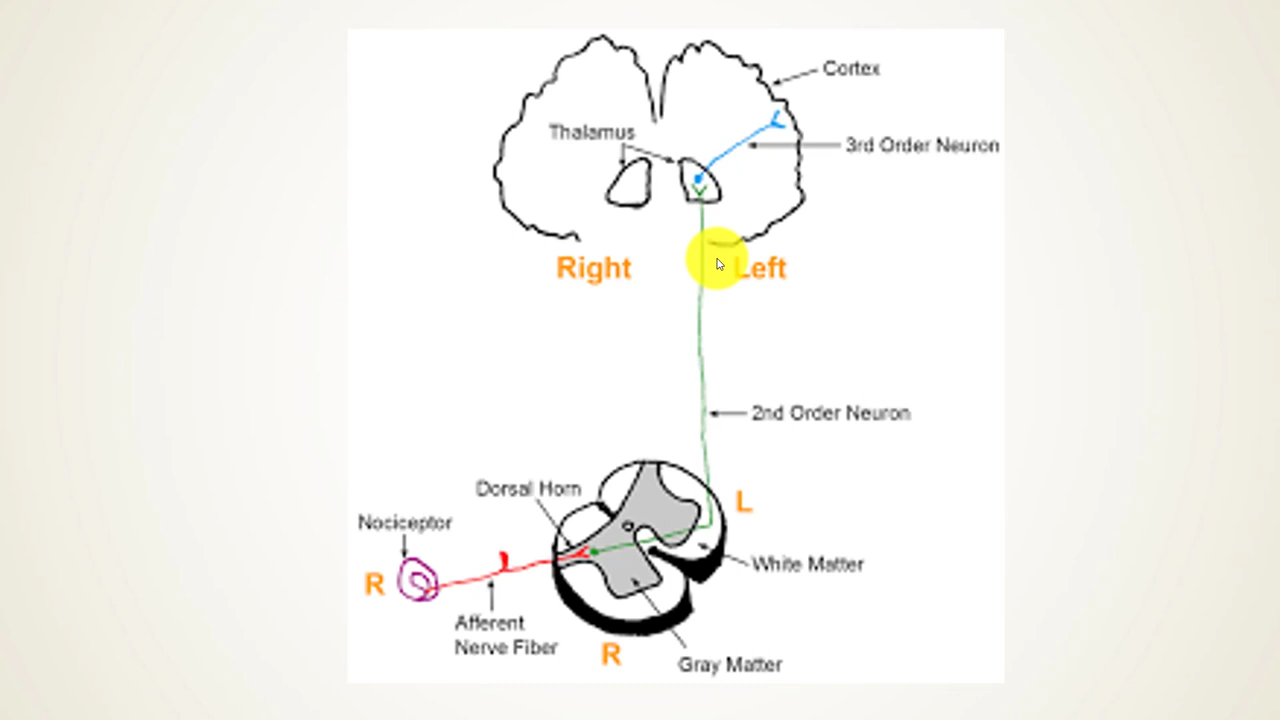 Cortex
Thalamus
3rd Order Neuron
Right
Left
2nd Order Neuron
Dorsal Horn
L
Nociceptor
White Matter
R
Afferent
Nerve Fiber
R
Gray Matter